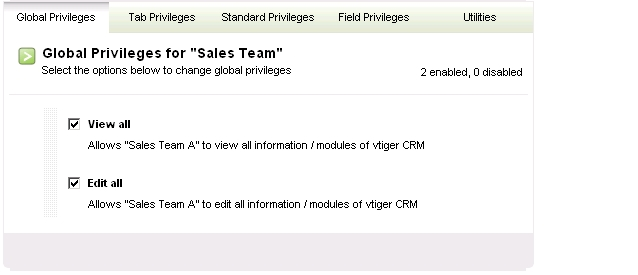 Global Privileges Tab Privileges Standard Privileges Field Privileges Utilities
Global Privileges for "Sales Team"
Select the options below to change global privileges
2 enabled, 0 disabled
View all
Allows "Sales Team A" to view all information / modules of vtiger CRM
Edit all
Allows "Sales Team A" to edit all information / modules of vtiger CRM